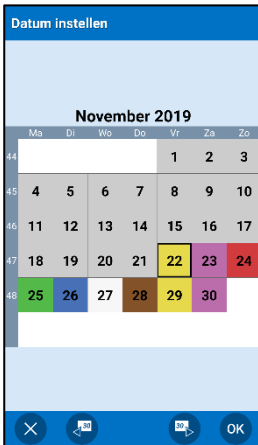 Datum instellen
November 2019
Ma Di Wo Do Vr Za Zo
44 1 2 3
45 4 5 6 7 8 9 10
46 11 12 13 14 15 16 17
47 18 19 20 21 22 23 24
48 25 26 27 28 29 30
30 30 OK